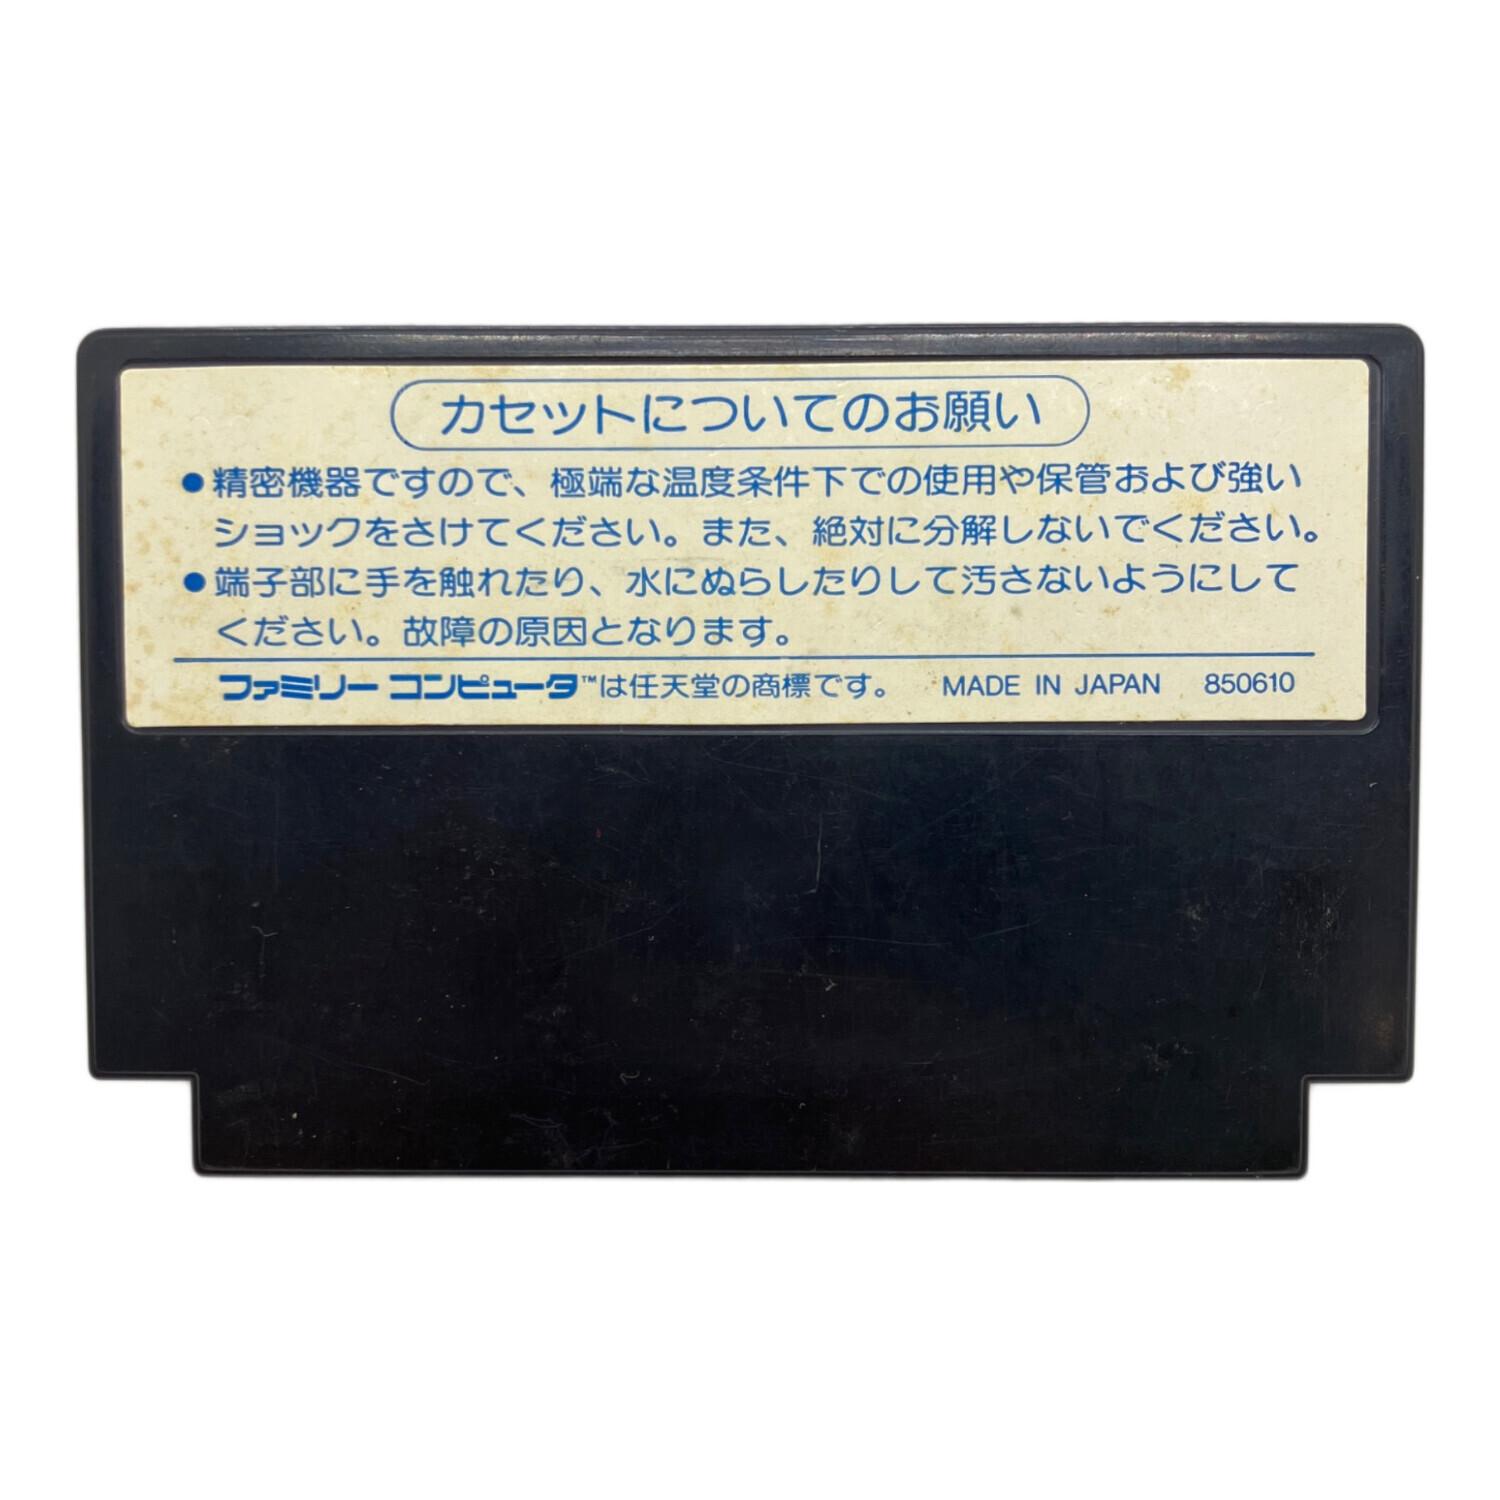 カセットについてのお願い
●精密機器ですので、極端な温度条件下での使用や保管および強い
ショックをさけてください。また、絶対に分解しないでください。
●端子部に手を触れたり、水にぬらしたりして汚さないようにして
ください。故障の原因となります。
ファミリー コンピュータ™は任天堂の商標です。 MADE IN JAPAN 850610